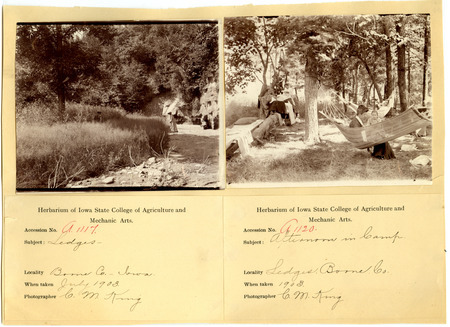 Herbarium of Iowa State College of Agriculture and
Mechanic Arts.
Accession No. A 1117.
Subject; Ledges-
Locality Boone Co. Iowa
When taken July 1903.
Photographer C. M. King
Herbarium of Iowa State College of Agriculture and
Mechanic Arts.
Accession No. A 1120.
Subject: Afternoon in Camp
Locality Ledges (Boone Co.
When taken 1903.
Photographer C. M. King